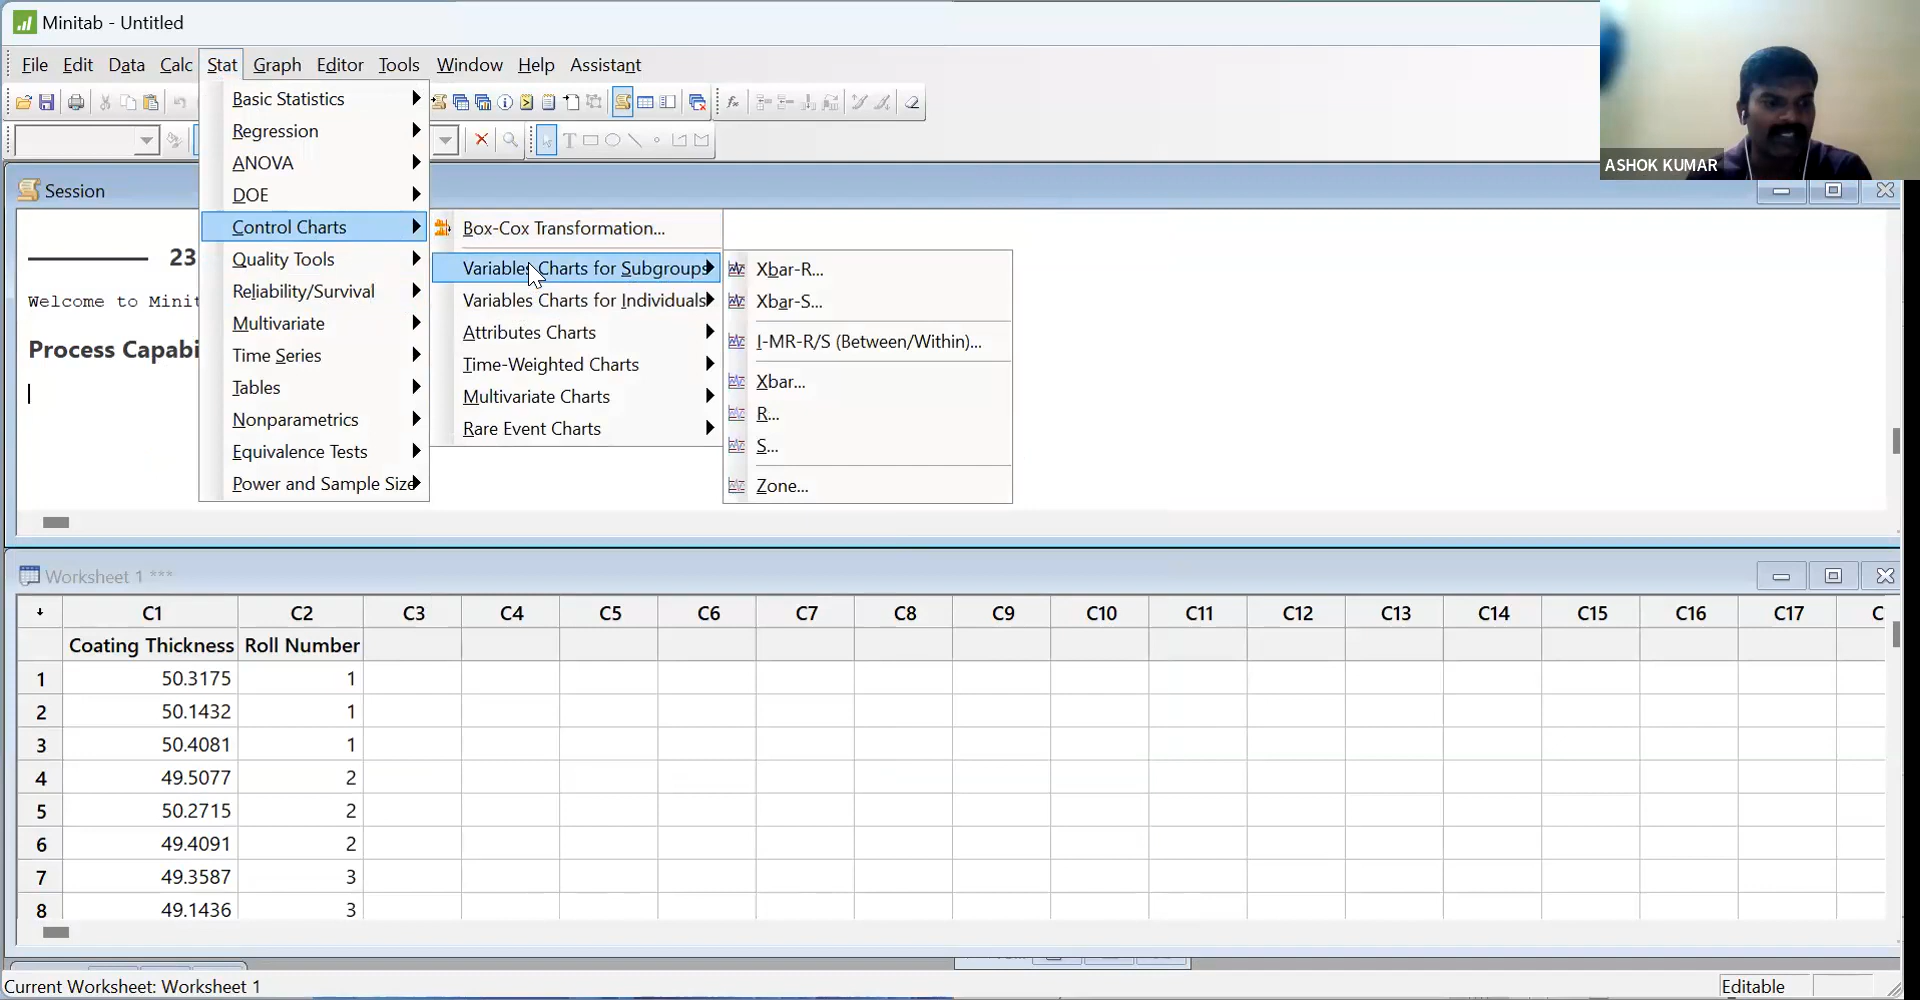 Minitab - Untitled
File Edit Data Calc Stat Graph Editor Tools Window Help Assistant
ASHOK KUMAR
Session
23
Welcome to Minit
Process Capabi
Basic Statistics
Regression
ANOVA
DOE
Control Charts
Quality Tools
Reliability/Survival
Multivariate
Time Series
Tables
Nonparametrics
Equivalence Tests
Power and Sample Size
Box-Cox Transformation...
Variables Charts for Subgroups
Variables Charts for Individuals
Attributes Charts
Time-Weighted Charts
Multivariate Charts
Rare Event Charts
Xbar-R...
Xbar-S...
I-MR-R/S (Between/Within)...
Xbar...
R...
S...
Zone...
Worksheet 1 ***
C1 C2 C3 C4 C5 C6 C7 C8 C9 C10 C11 C12 C13 C14 C15 C16 C17 C
Coating Thickness Roll Number
1 50.3175 1
2 50.1432 1
3 50.4081 1
4 49.5077 2
5 50.2715 2
6 49.4091 2
7 49.3587 3
8 49.1436 3
Current Worksheet: Worksheet 1
Editable